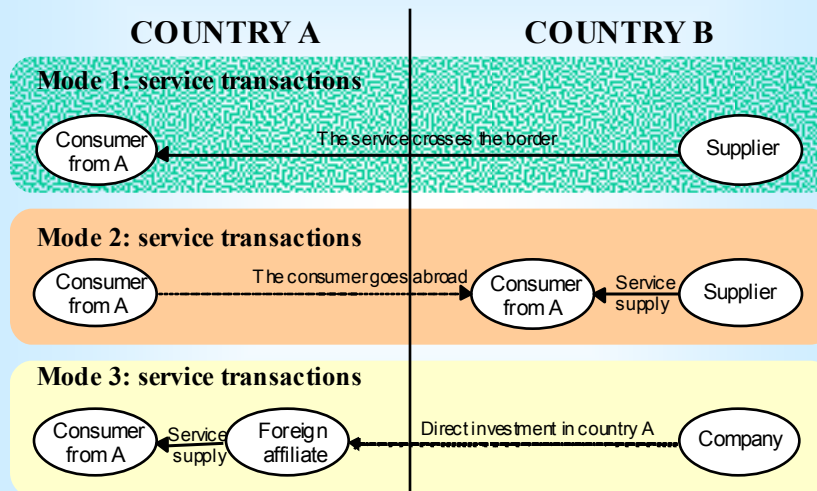 COUNTRY A
COUNTRY B
Mode 1: service transactions
Consumer
from A
The service crosses the border
Supplier
Mode 2: service transactions
Consumer
from A
The consumer goes abroad
Consumer
from A
Service
supply
Supplier
Mode 3: service transactions
Consumer
from A
Service
supply
Foreign
affiliate
Direct investment in country A
Company